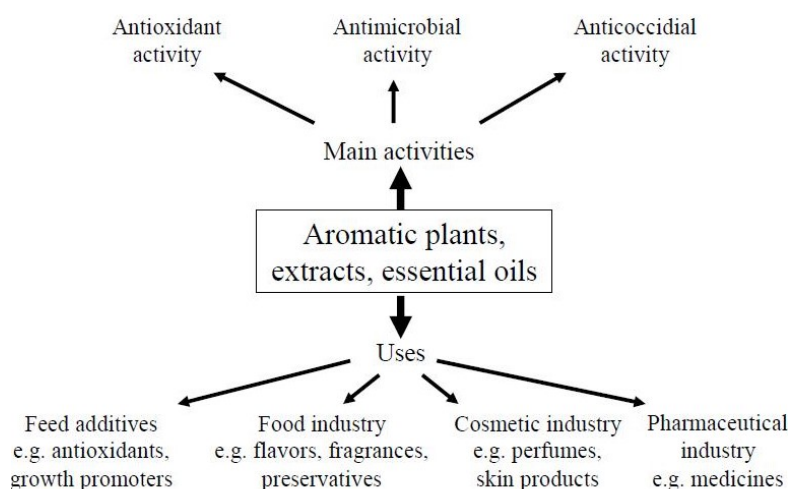 Antioxidant
activity
Antimicrobial
activity
Anticoccidial
activity
Main activities
Aromatic plants,
extracts, essential oils
Uses
Feed additives
e.g. antioxidants,
growth promoters
Food industry
e.g. flavors, fragrances,
preservatives
Cosmetic industry
e.g. perfumes,
skin products
Pharmaceutical
industry
e.g. medicines